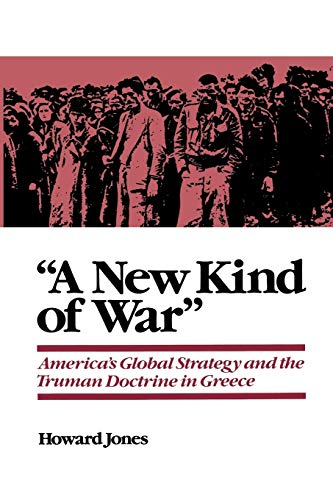 “A New Kind
of War”
America’s Global Strategy and the
Truman Doctrine in Greece
Howard Jones